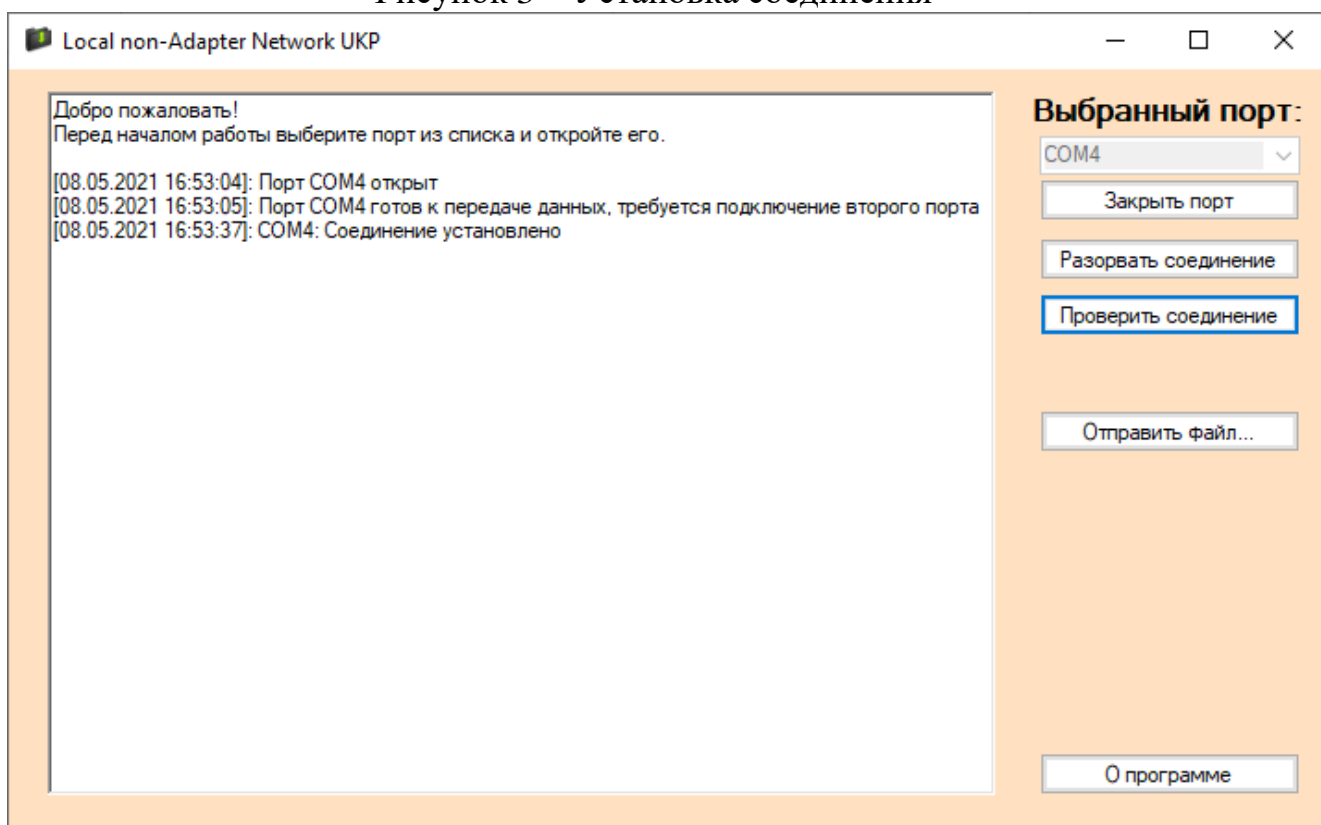 Local non-Adapter Network UKP
Добро пожаловать!
Перед началом работы выберите порт из списка и откройте его.
[08.05.2021 16:53:04]: Порт COM4 открыт
[08.05.2021 16:53:05]: Порт COM4 готов к передаче данных, требуется подключение второго порта
[08.05.2021 16:53:37]: COM4: Соединение установлено
Выбранный порт:
COM4
Закрыть порт
Разорвать соединение
Проверить соединение
Отправить файл...
О программе